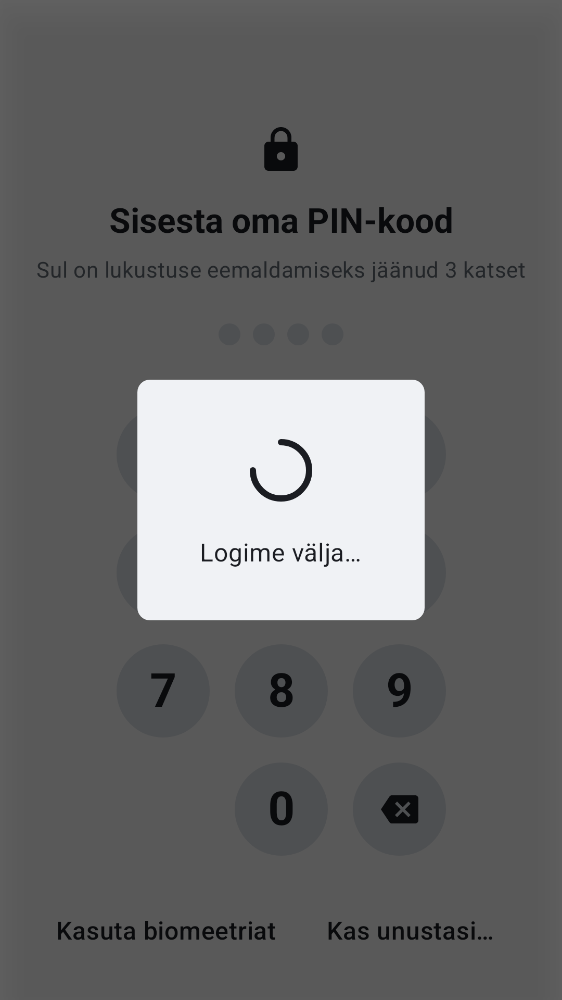 Sisesta oma PIN-kood
Sul on lukustuse eemaldamiseks jäänud 3 katset
Logime välja…
7 8 9
0
Kasuta biomeetriat
Kas unustasi…